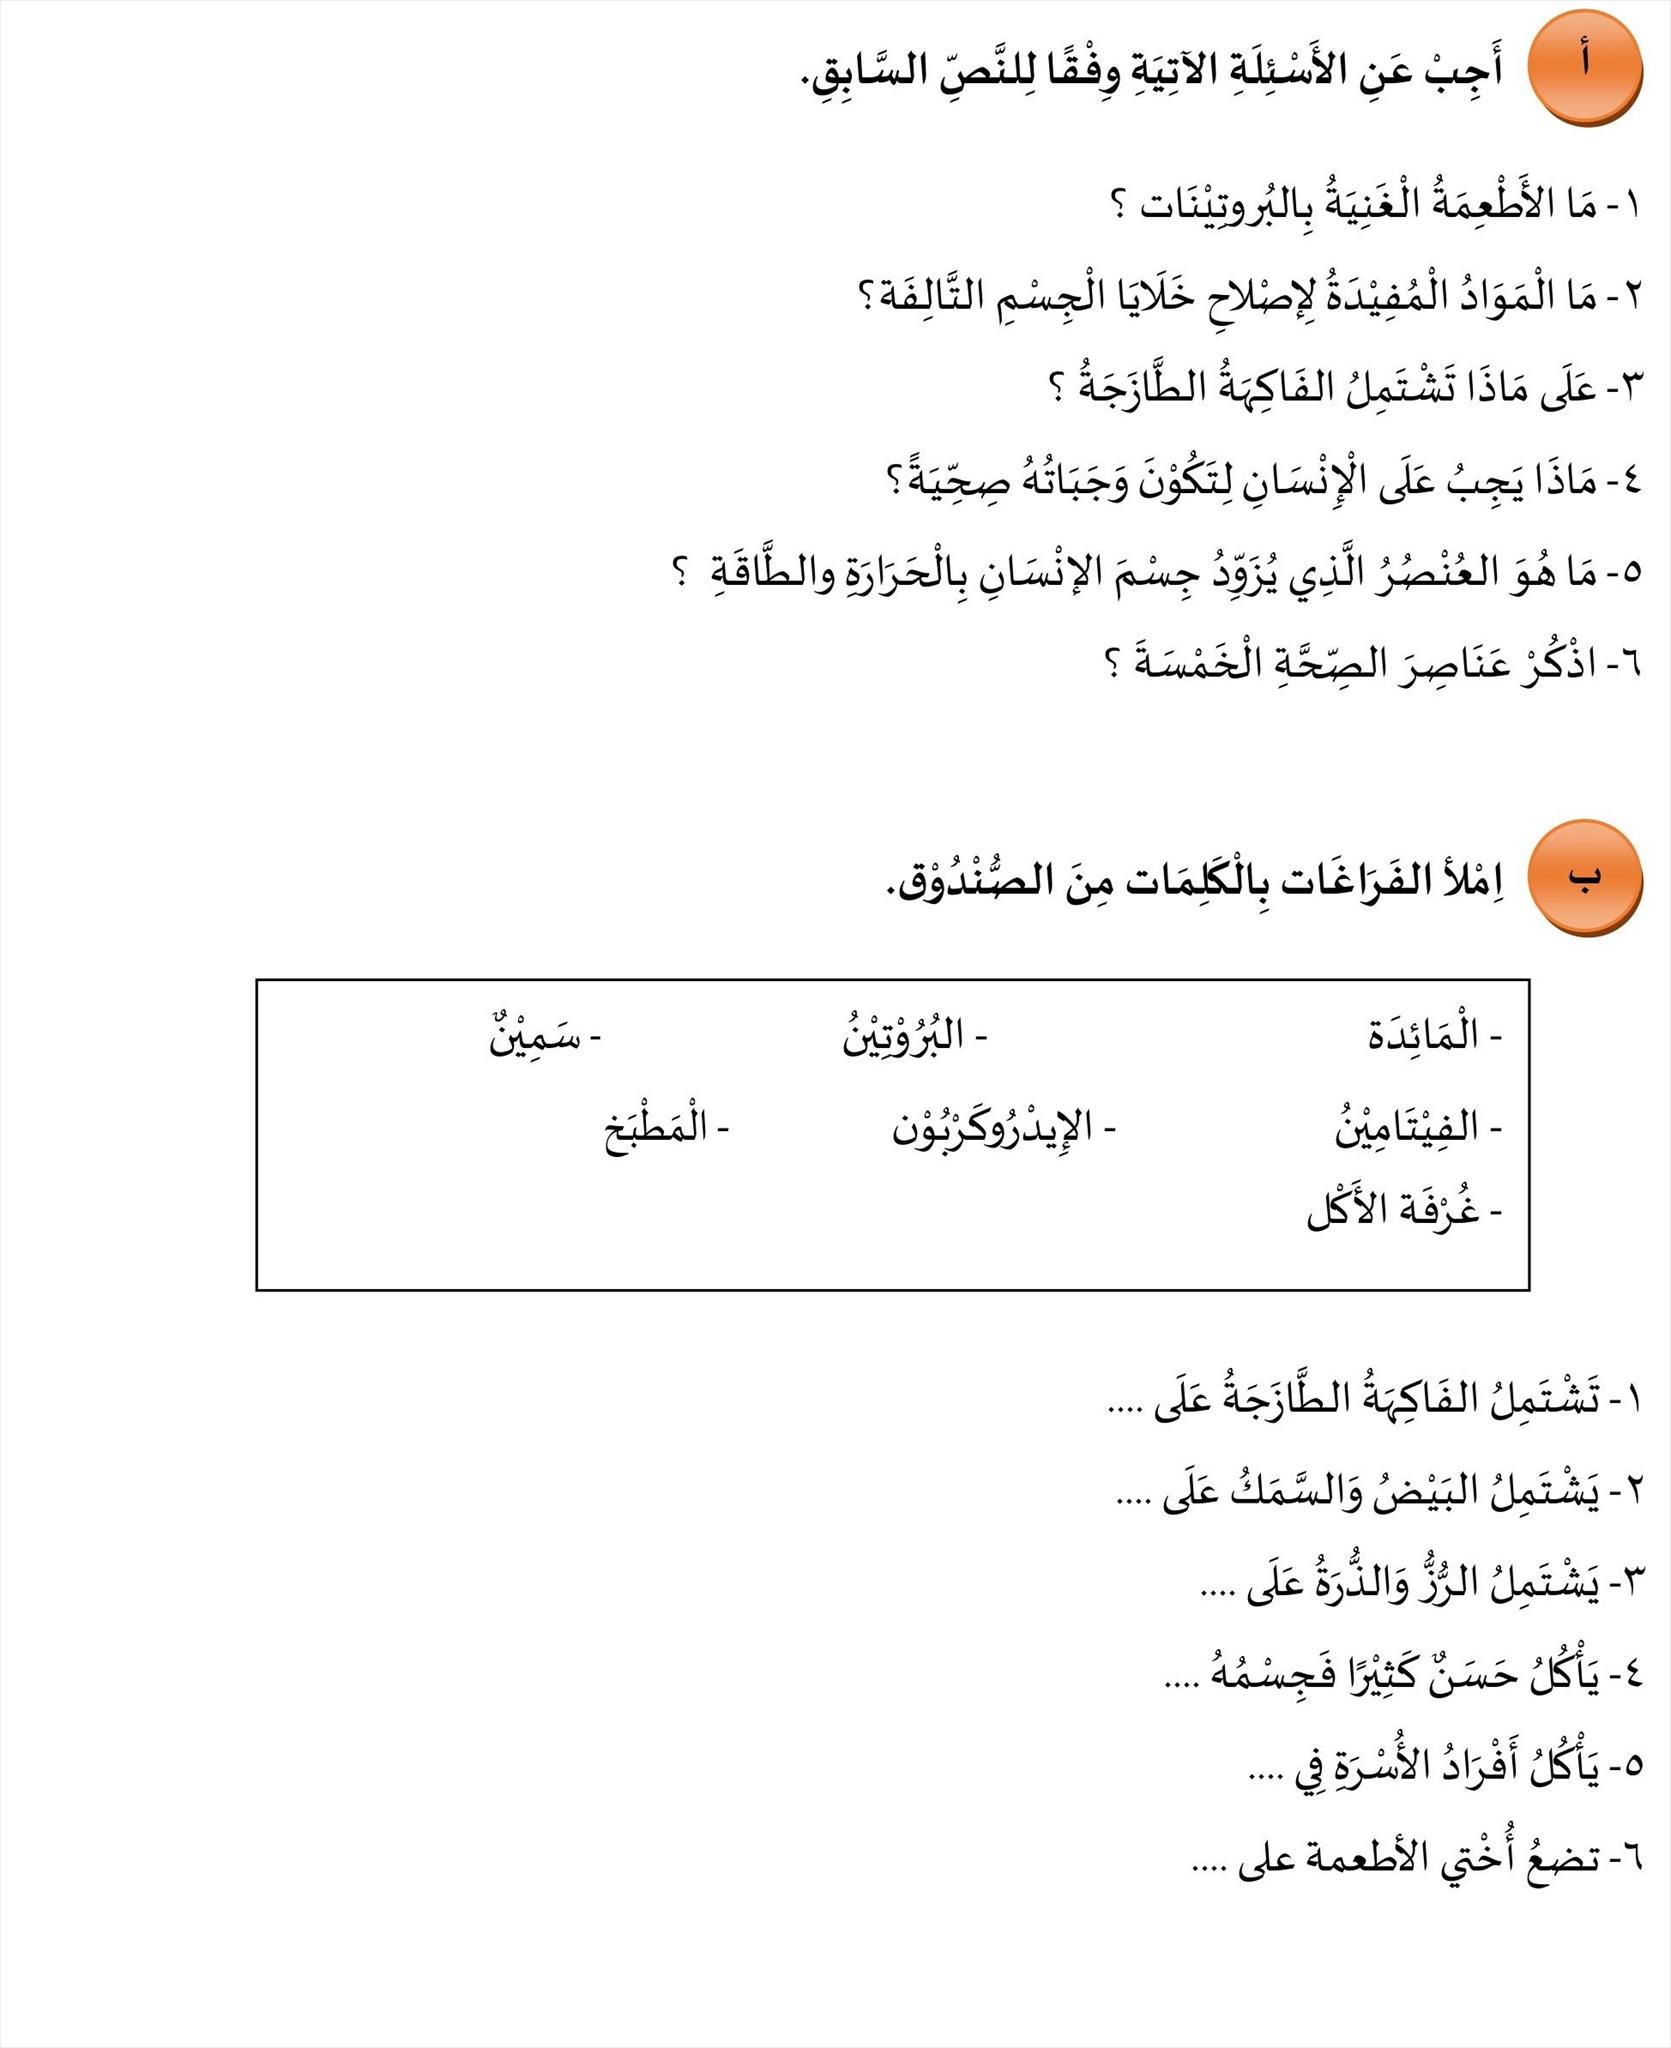 أ
أَجِبْ عَنِ الأَسْئِلَةِ الآتِيَةِ وِفْقًا لِلنَّصِّ السَّابِقِ.
١- مَا الأَطْعِمَةُ الْغَنِيَةُ بِالبُروتِيْنَات ؟
٢- مَا الْمَوَادُ الْمُفِيْدَةُ لِإصْلاحِ خَلَايَا الْجِسْمِ التَّالِفَة؟
٣- عَلَى مَاذَا تَشْتَمِلُ الفَاكِهَةُ الطَّازَجَةُ ؟
٤- مَاذَا يَجِبُ عَلَى الْإِنْسَانِ لِتَكُوْنَ وَجَبَاتُهُ صِحِّيَةً؟
٥- مَا هُوَ العُنْصُرُ الَّذِي يُزَوِّدُ جِسْمَ الإنْسَانِ بِالْحَرَارَةِ والطَّاقَةِ ؟
٦- اذْكُرْ عَنَاصِرَ الصِّحَّةِ الْخَمْسَةَ ؟
ب
اِمْلأ الفَرَاغَات بِالْكَلِمَات مِنَ الصُّنْدُوْق.
- الْمَائِدَة - البُرُوْتِيْنُ - سَمِيْنٌ
- الفِيْتَامِيْنُ - الإِيدْرُوكَرْبُوْن - الْمَطْبَخ
- غُرْفَة الأَكْل
١- تَشْتَمِلُ الفَاكِهَةُ الطَّازَجَةُ عَلَى ....
٢- يَشْتَمِلُ البَيْضُ وَالسَّمَكُ عَلَى ....
٣- يَشْتَمِلُ الرُّزُّ وَالذُّرَةُ عَلَى ....
٤- يَأْكُلُ حَسَنٌ كَثِيْرًا فَجِسْمُهُ ....
٥- يَأْكُلُ أَفْرَادُ الأُسْرَةِ فِي ....
٦- تضعُ أُخْتي الأطعمة على ....